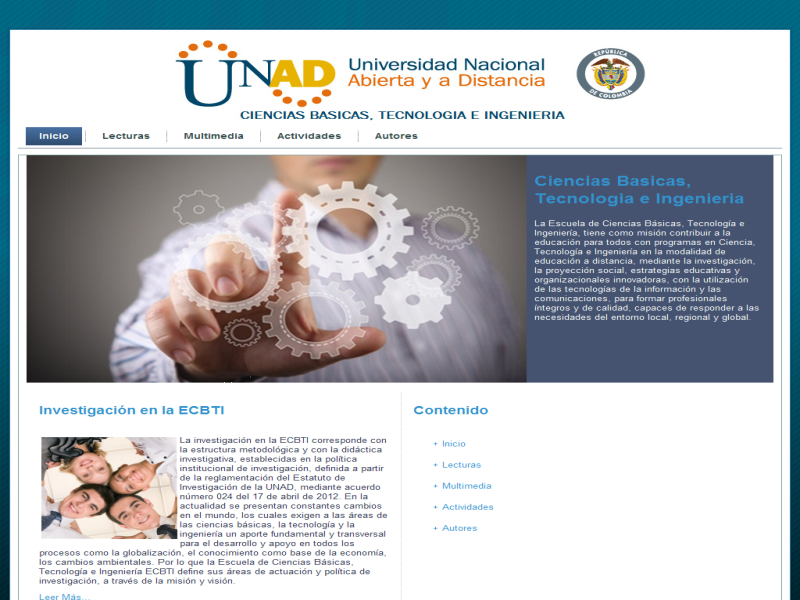 UNAD
Universidad Nacional
Abierta y a Distancia
REPÚBLICA
DE COLOMBIA
CIENCIAS BASICAS, TECNOLOGIA E INGENIERIA
Inicio
Lecturas
Multimedia
Actividades
Autores
Ciencias Basicas,
Tecnologia e Ingenieria
La Escuela de Ciencias Básicas, Tecnología e
Ingeniería, tiene como misión contribuir a la
educación para todos con programas en Ciencia,
Tecnología e Ingeniería en la modalidad de
educación a distancia, mediante la investigación,
la proyección social, estrategias educativas y
organizacionales innovadoras, con la utilización
de las tecnologías de la información y las
comunicaciones, para formar profesionales
íntegros y de calidad, capaces de responder a las
necesidades del entorno local, regional y global.
Investigación en la ECBTI
La investigación en la ECBTI corresponde con
la estructura metodológica y con la didáctica
investigativa, establecidas en la política
institucional de investigación, definida a partir
de la reglamentación del Estatuto de
Investigación de la UNAD, mediante acuerdo
número 024 del 17 de abril de 2012. En la
actualidad se presentan constantes cambios
en el mundo, los cuales exigen a las áreas de
las ciencias básicas, la tecnología y la
ingeniería un aporte fundamental y transversal
para el desarrollo y apoyo en todos los
procesos como la globalización, el conocimiento como base de la economía,
los cambios ambientales. Por lo que la Escuela de Ciencias Básicas,
Tecnología e Ingeniería ECBTI define sus áreas de actuación y política de
investigación, a través de la misión y visión.
Leer Más...
Contenido
+ Inicio
+ Lecturas
+ Multimedia
+ Actividades
+ Autores